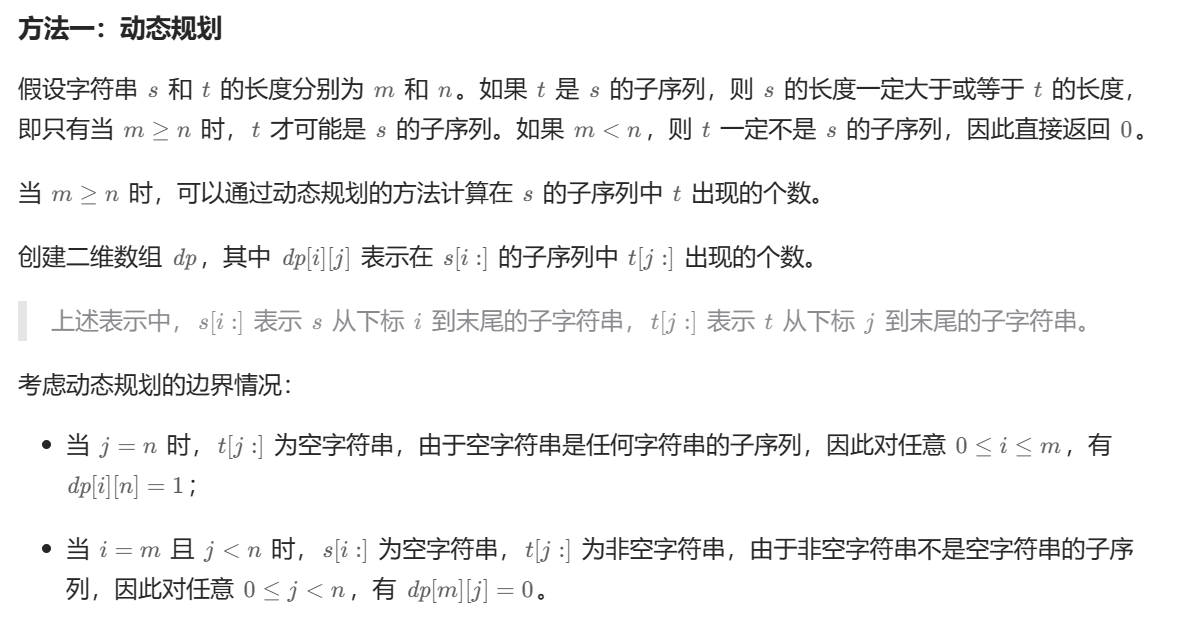 方法一：动态规划
假设字符串 s 和 t 的长度分别为 m 和 n。如果 t 是 s 的子序列，则 s 的长度一定大于或等于 t 的长度，
即只有当 m ≥ n 时，t 才可能是 s 的子序列。如果 m < n，则 t 一定不是 s 的子序列，因此直接返回 0。
当 m ≥ n 时，可以通过动态规划的方法计算在 s 的子序列中 t 出现的个数。
创建二维数组 dp，其中 dp[i][j] 表示在 s[i:] 的子序列中 t[j:] 出现的个数。
上述表示中，s[i:] 表示 s 从下标 i 到末尾的子字符串，t[j:] 表示 t 从下标 j 到末尾的子字符串。
考虑动态规划的边界情况：
• 当 j = n 时，t[j:] 为空字符串，由于空字符串是任何字符串的子序列，因此对任意 0 ≤ i ≤ m，有
dp[i][n] = 1；
• 当 i = m 且 j < n 时，s[i:] 为空字符串，t[j:] 为非空字符串，由于非空字符串不是空字符串的子序
列，因此对任意 0 ≤ j < n，有 dp[m][j] = 0。